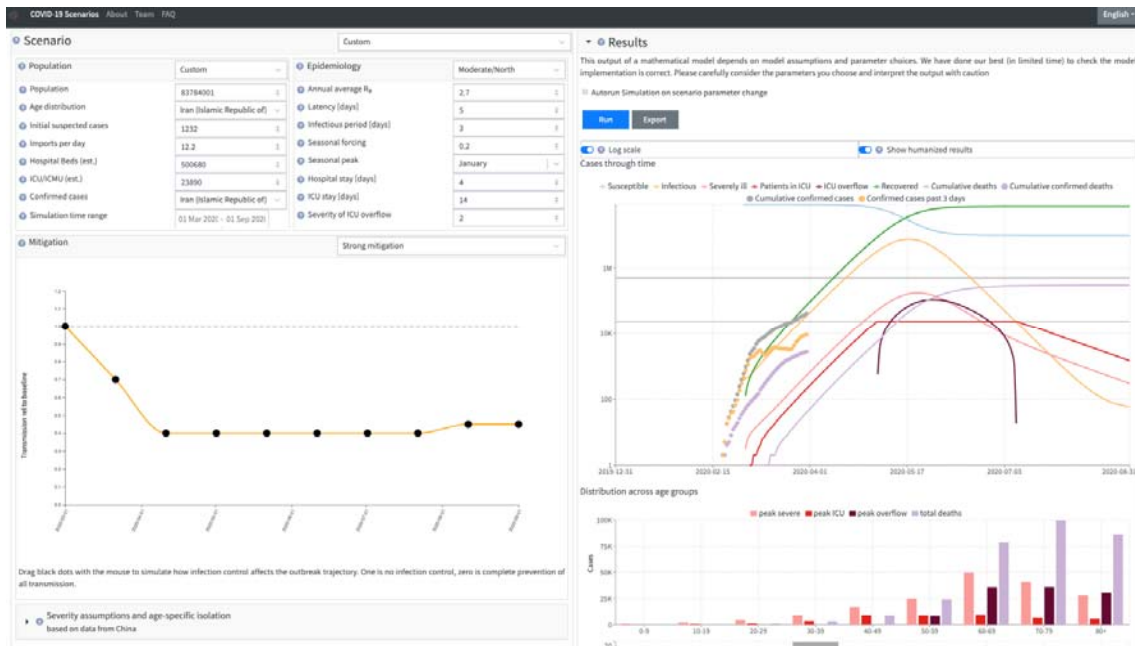 COVID-19 Scenarios About Team FAQ
English
Scenario
Custom
Population
Custom
Population
83784001
Age distribution
Iran (Islamic Republic of)
Initial suspected cases
1232
Imports per day
12.2
Hospital Beds (est.)
500680
ICU/ICMU (est.)
23890
Confirmed cases
Iran (Islamic Republic of)
Simulation time range
01 Mar 2020 - 01 Sep 2020
Epidemiology
Moderate/North
Annual average R₀
2.7
Latency [days]
5
Infectious period [days]
3
Seasonal forcing
0.2
Seasonal peak
January
Hospital stay [days]
4
ICU stay [days]
14
Severity of ICU overflow
2
Mitigation
Strong mitigation
Transmission rel to baseline
Drag black dots with the mouse to simulate how infection control affects the outbreak trajectory. One is no infection control, zero is complete prevention of
all transmission.
Severity assumptions and age-specific isolation
based on data from China
Results
This output of a mathematical model depends on model assumptions and parameter choices. We have done our best (in limited time) to check the model
implementation is correct. Please carefully consider the parameters you choose and interpret the output with caution
Autorun Simulation on scenario parameter change
Run Export
Log scale
Show humanized results
Cases through time
Susceptible Infectious Severely ill Patients in ICU ICU overflow Recovered Cumulative deaths Cumulative confirmed deaths
Cumulative confirmed cases Confirmed cases past 3 days
1M
10K
100
1
2019-12-31 2020-02-15 2020-04-01 2020-05-17 2020-07-03 2020-08-31
Distribution across age groups
peak severe peak ICU peak overflow total deaths
Cases
100K
75K
50K
25K
0
0-9 10-19 20-29 30-39 40-49 50-59 60-69 70-79 80+